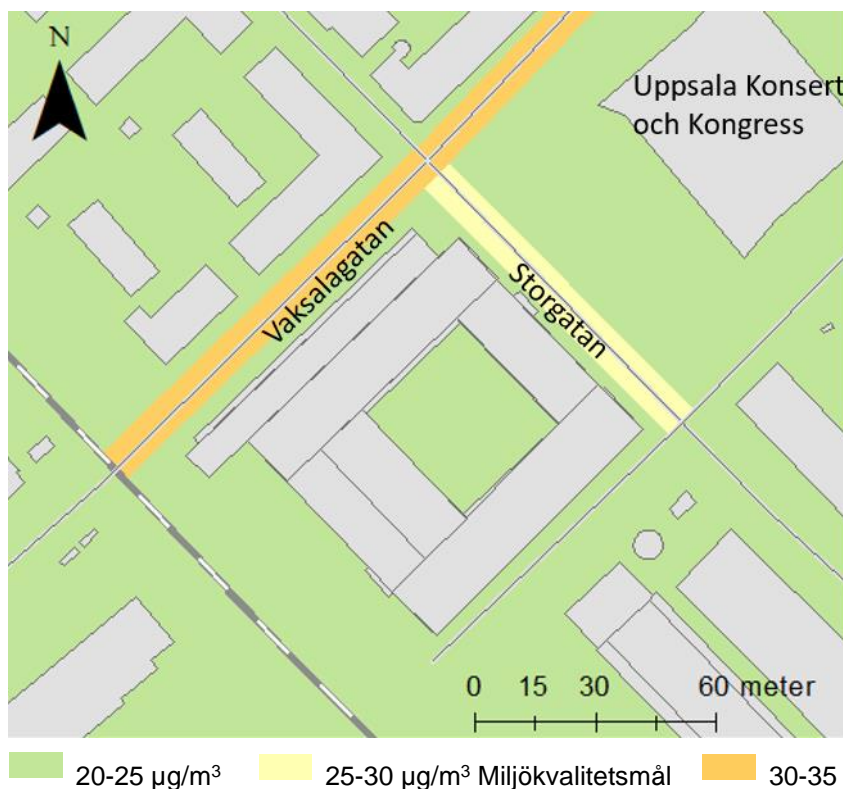 N
Uppsala Konsert
och Kongress
Vaksalagatan
Storgatan
0 15 30 60 meter
20-25 µg/m³ 25-30 µg/m³ Miljökvalitetsmål 30-35